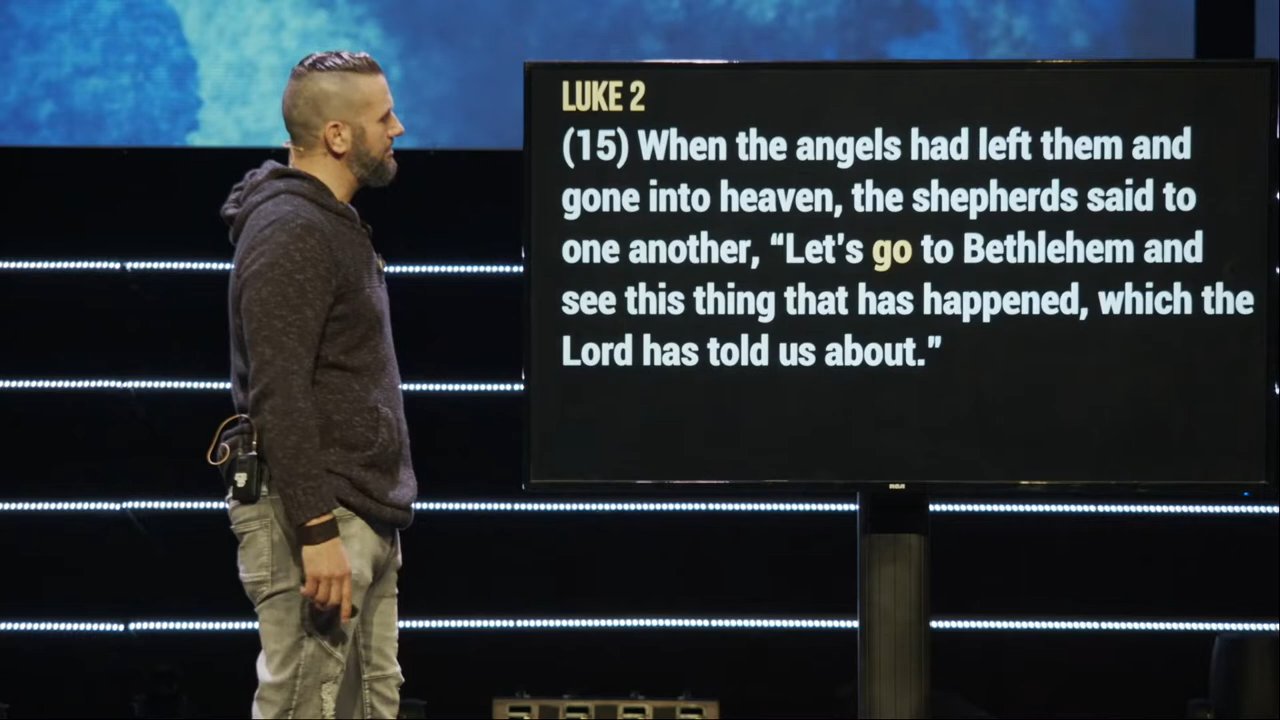 LUKE 2
(15) When the angels had left them and
gone into heaven, the shepherds said to
one another, “Let’s go to Bethlehem and
see this thing that has happened, which the
Lord has told us about.”
RCA